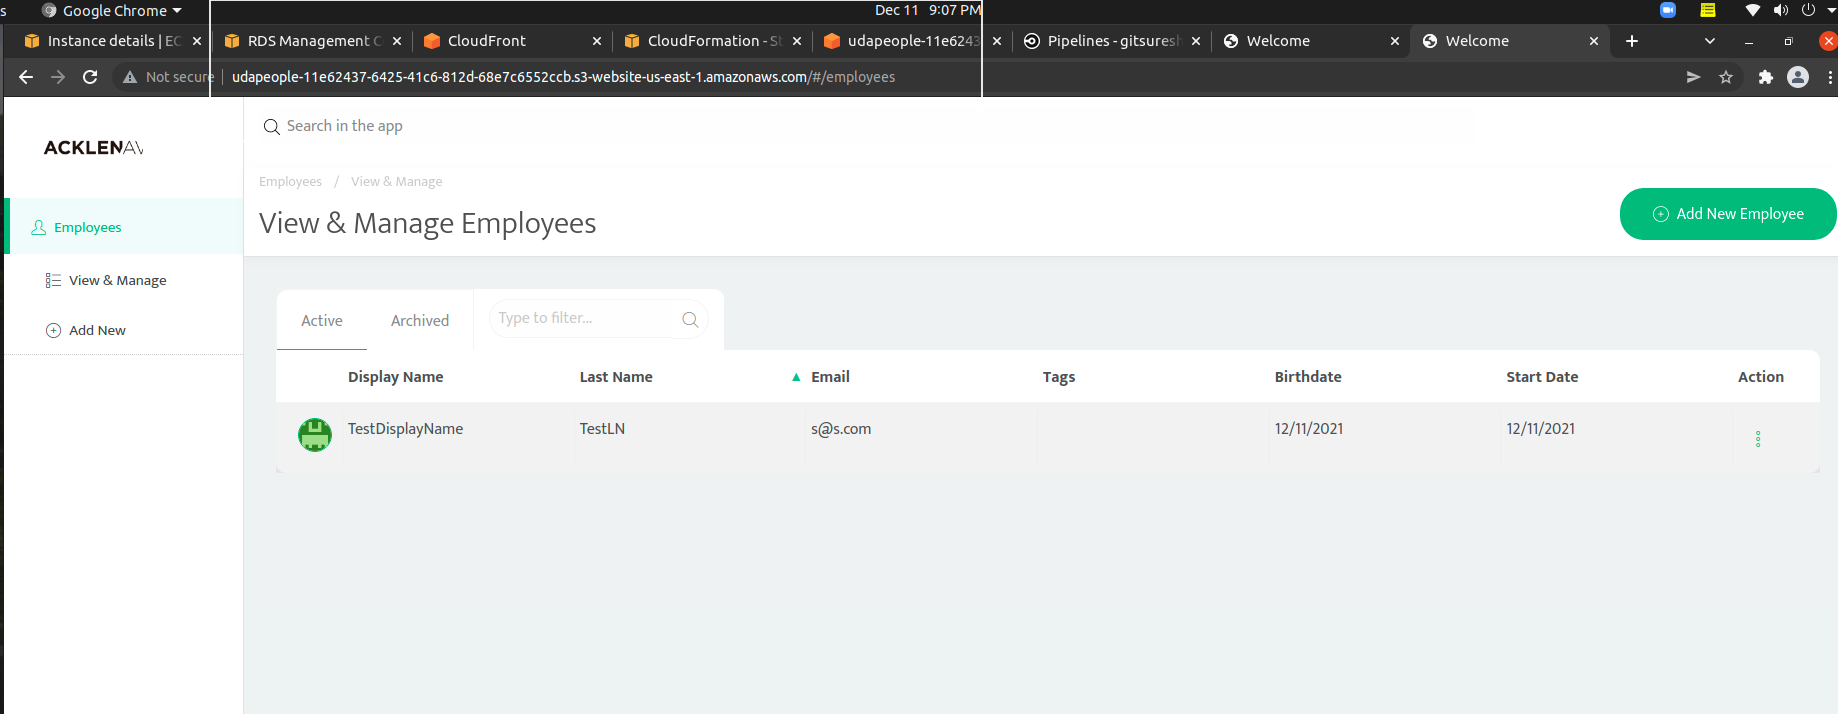 s Google Chrome Dec 11 9:07 PM
Instance details | EC RDS Management C CloudFront CloudFormation - St udapeople-11e62437 Pipelines - gitsuresh Welcome Welcome
Not secure udapeople-11e62437-6425-41c6-812d-68e7c6552ccb.s3-website-us-east-1.amazonaws.com/#/employees
Search in the app
ACKLENAV
Employees / View & Manage
View & Manage Employees
Add New Employee
Employees
View & Manage
Add New
Active Archived Type to filter...
Display Name Last Name Email Tags Birthdate Start Date Action
TestDisplayName TestLN s@s.com 12/11/2021 12/11/2021